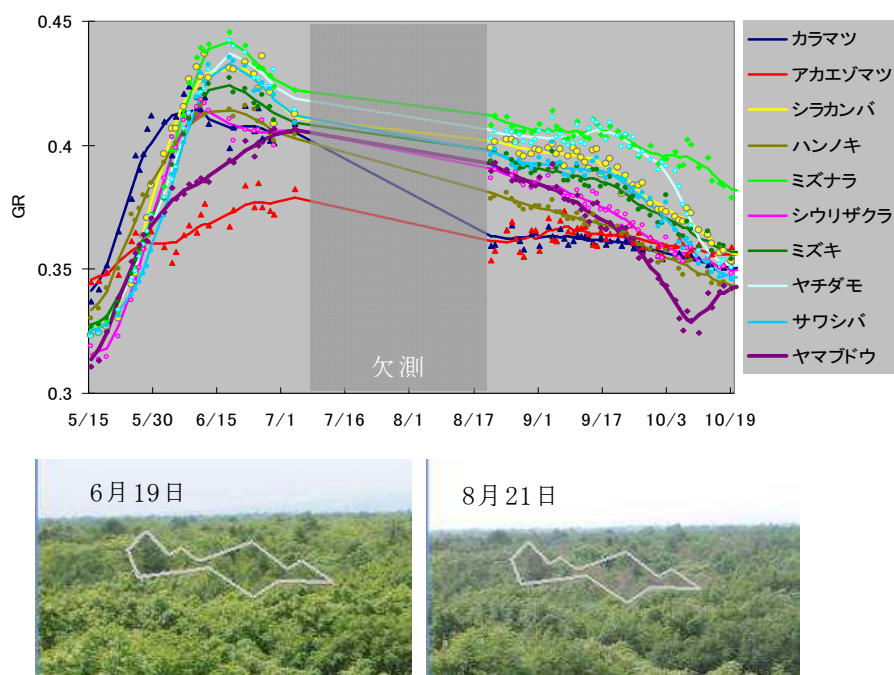 0.45
0.4
0.35
0.3
GR
欠測
5/15 5/30 6/15 7/1 7/16 8/1 8/17 9/1 9/17 10/3 10/19
カラマツ
アカエゾマツ
シラカンバ
ハンノキ
ミズナラ
シウリザクラ
ミズキ
ヤチダモ
サワシバ
ヤマブドウ
6月19日
8月21日